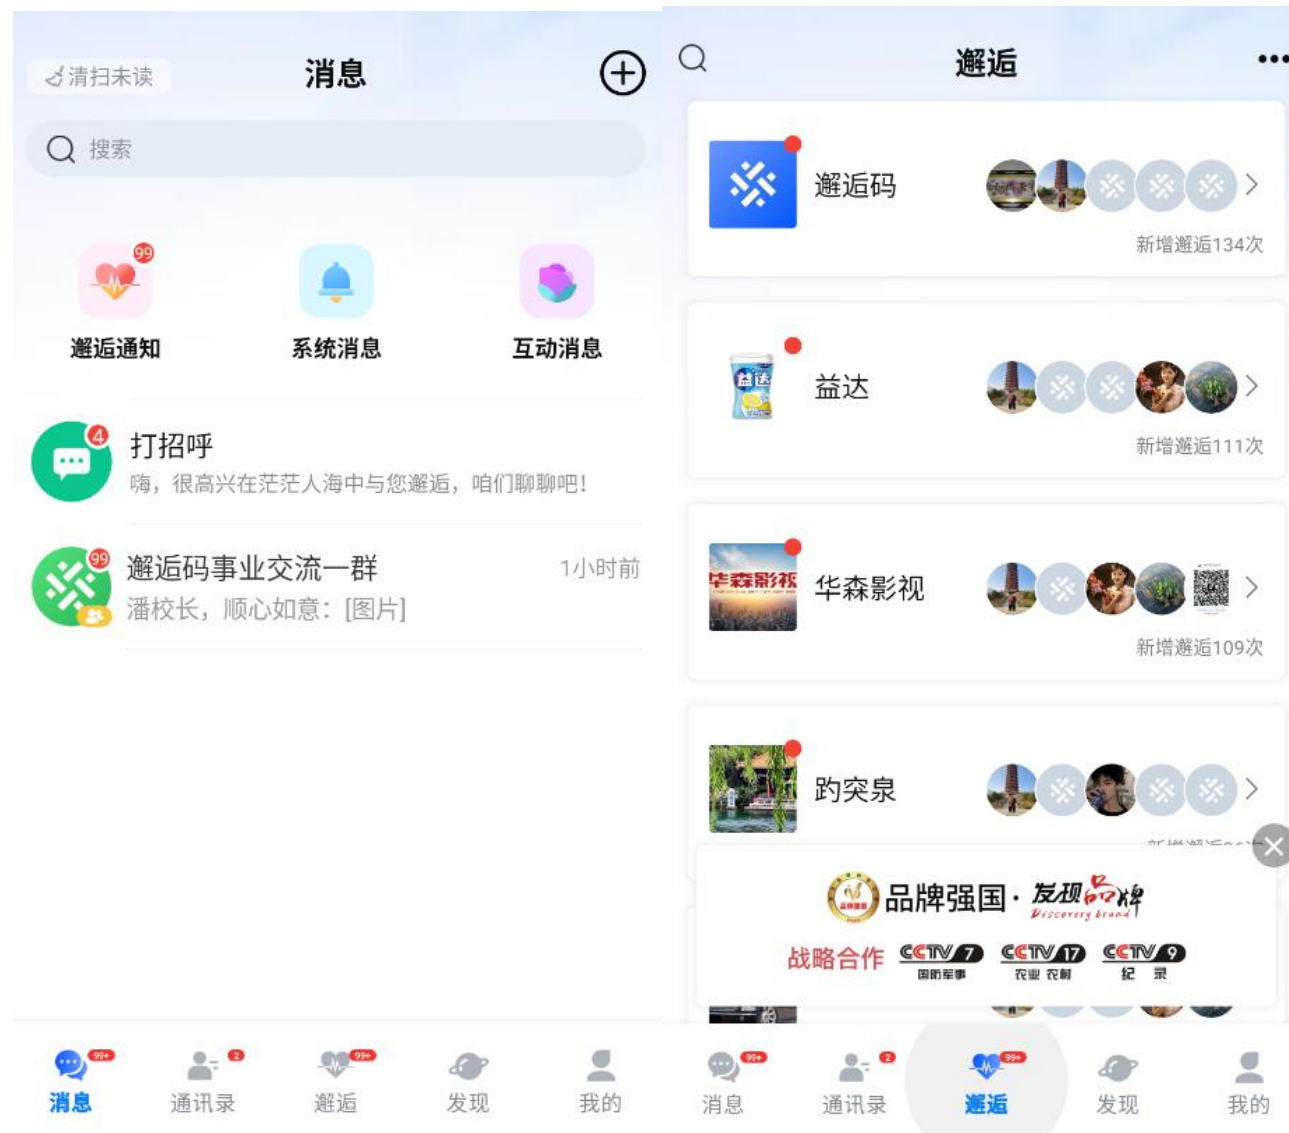 清扫未读
消息
搜索
99
邂逅通知
系统消息
互动消息
4
打招呼
嗨，很高兴在茫茫人海中与您邂逅，咱们聊聊吧！
99
邂逅码事业交流一群
1小时前
潘校长，顺心如意：[图片]
99+
2
99+
消息
通讯录
邂逅
发现
我的
邂逅
邂逅码
新增邂逅134次
益达
益达
新增邂逅111次
华森影视
华森影视
新增邂逅109次
趵突泉
品牌强国·发现品牌
Discovery brand
战略合作
CCTV 7
国防军事
CCTV 17
农业 农村
CCTV 9
纪 录
99+
2
99+
消息
通讯录
邂逅
发现
我的